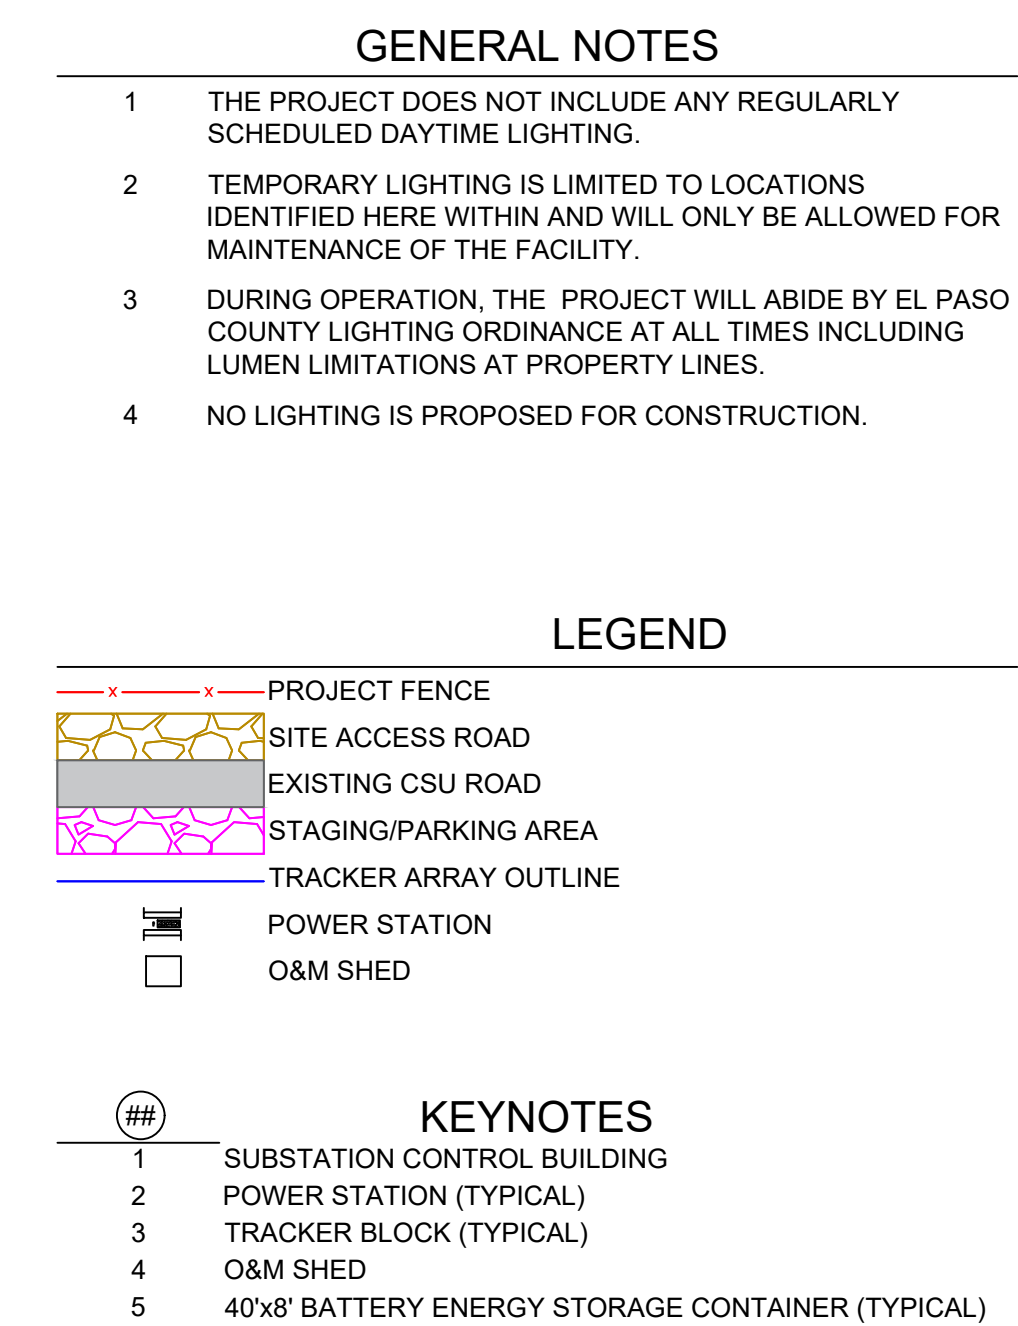 GENERAL NOTES
1 THE PROJECT DOES NOT INCLUDE ANY REGULARLY
SCHEDULED DAYTIME LIGHTING.
2 TEMPORARY LIGHTING IS LIMITED TO LOCATIONS
IDENTIFIED HERE WITHIN AND WILL ONLY BE ALLOWED FOR
MAINTENANCE OF THE FACILITY.
3 DURING OPERATION, THE PROJECT WILL ABIDE BY EL PASO
COUNTY LIGHTING ORDINANCE AT ALL TIMES INCLUDING
LUMEN LIMITATIONS AT PROPERTY LINES.
4 NO LIGHTING IS PROPOSED FOR CONSTRUCTION.
LEGEND
x x PROJECT FENCE
SITE ACCESS ROAD
EXISTING CSU ROAD
STAGING/PARKING AREA
TRACKER ARRAY OUTLINE
POWER STATION
O&M SHED
## KEYNOTES
1 SUBSTATION CONTROL BUILDING
2 POWER STATION (TYPICAL)
3 TRACKER BLOCK (TYPICAL)
4 O&M SHED
5 40'x8' BATTERY ENERGY STORAGE CONTAINER (TYPICAL)